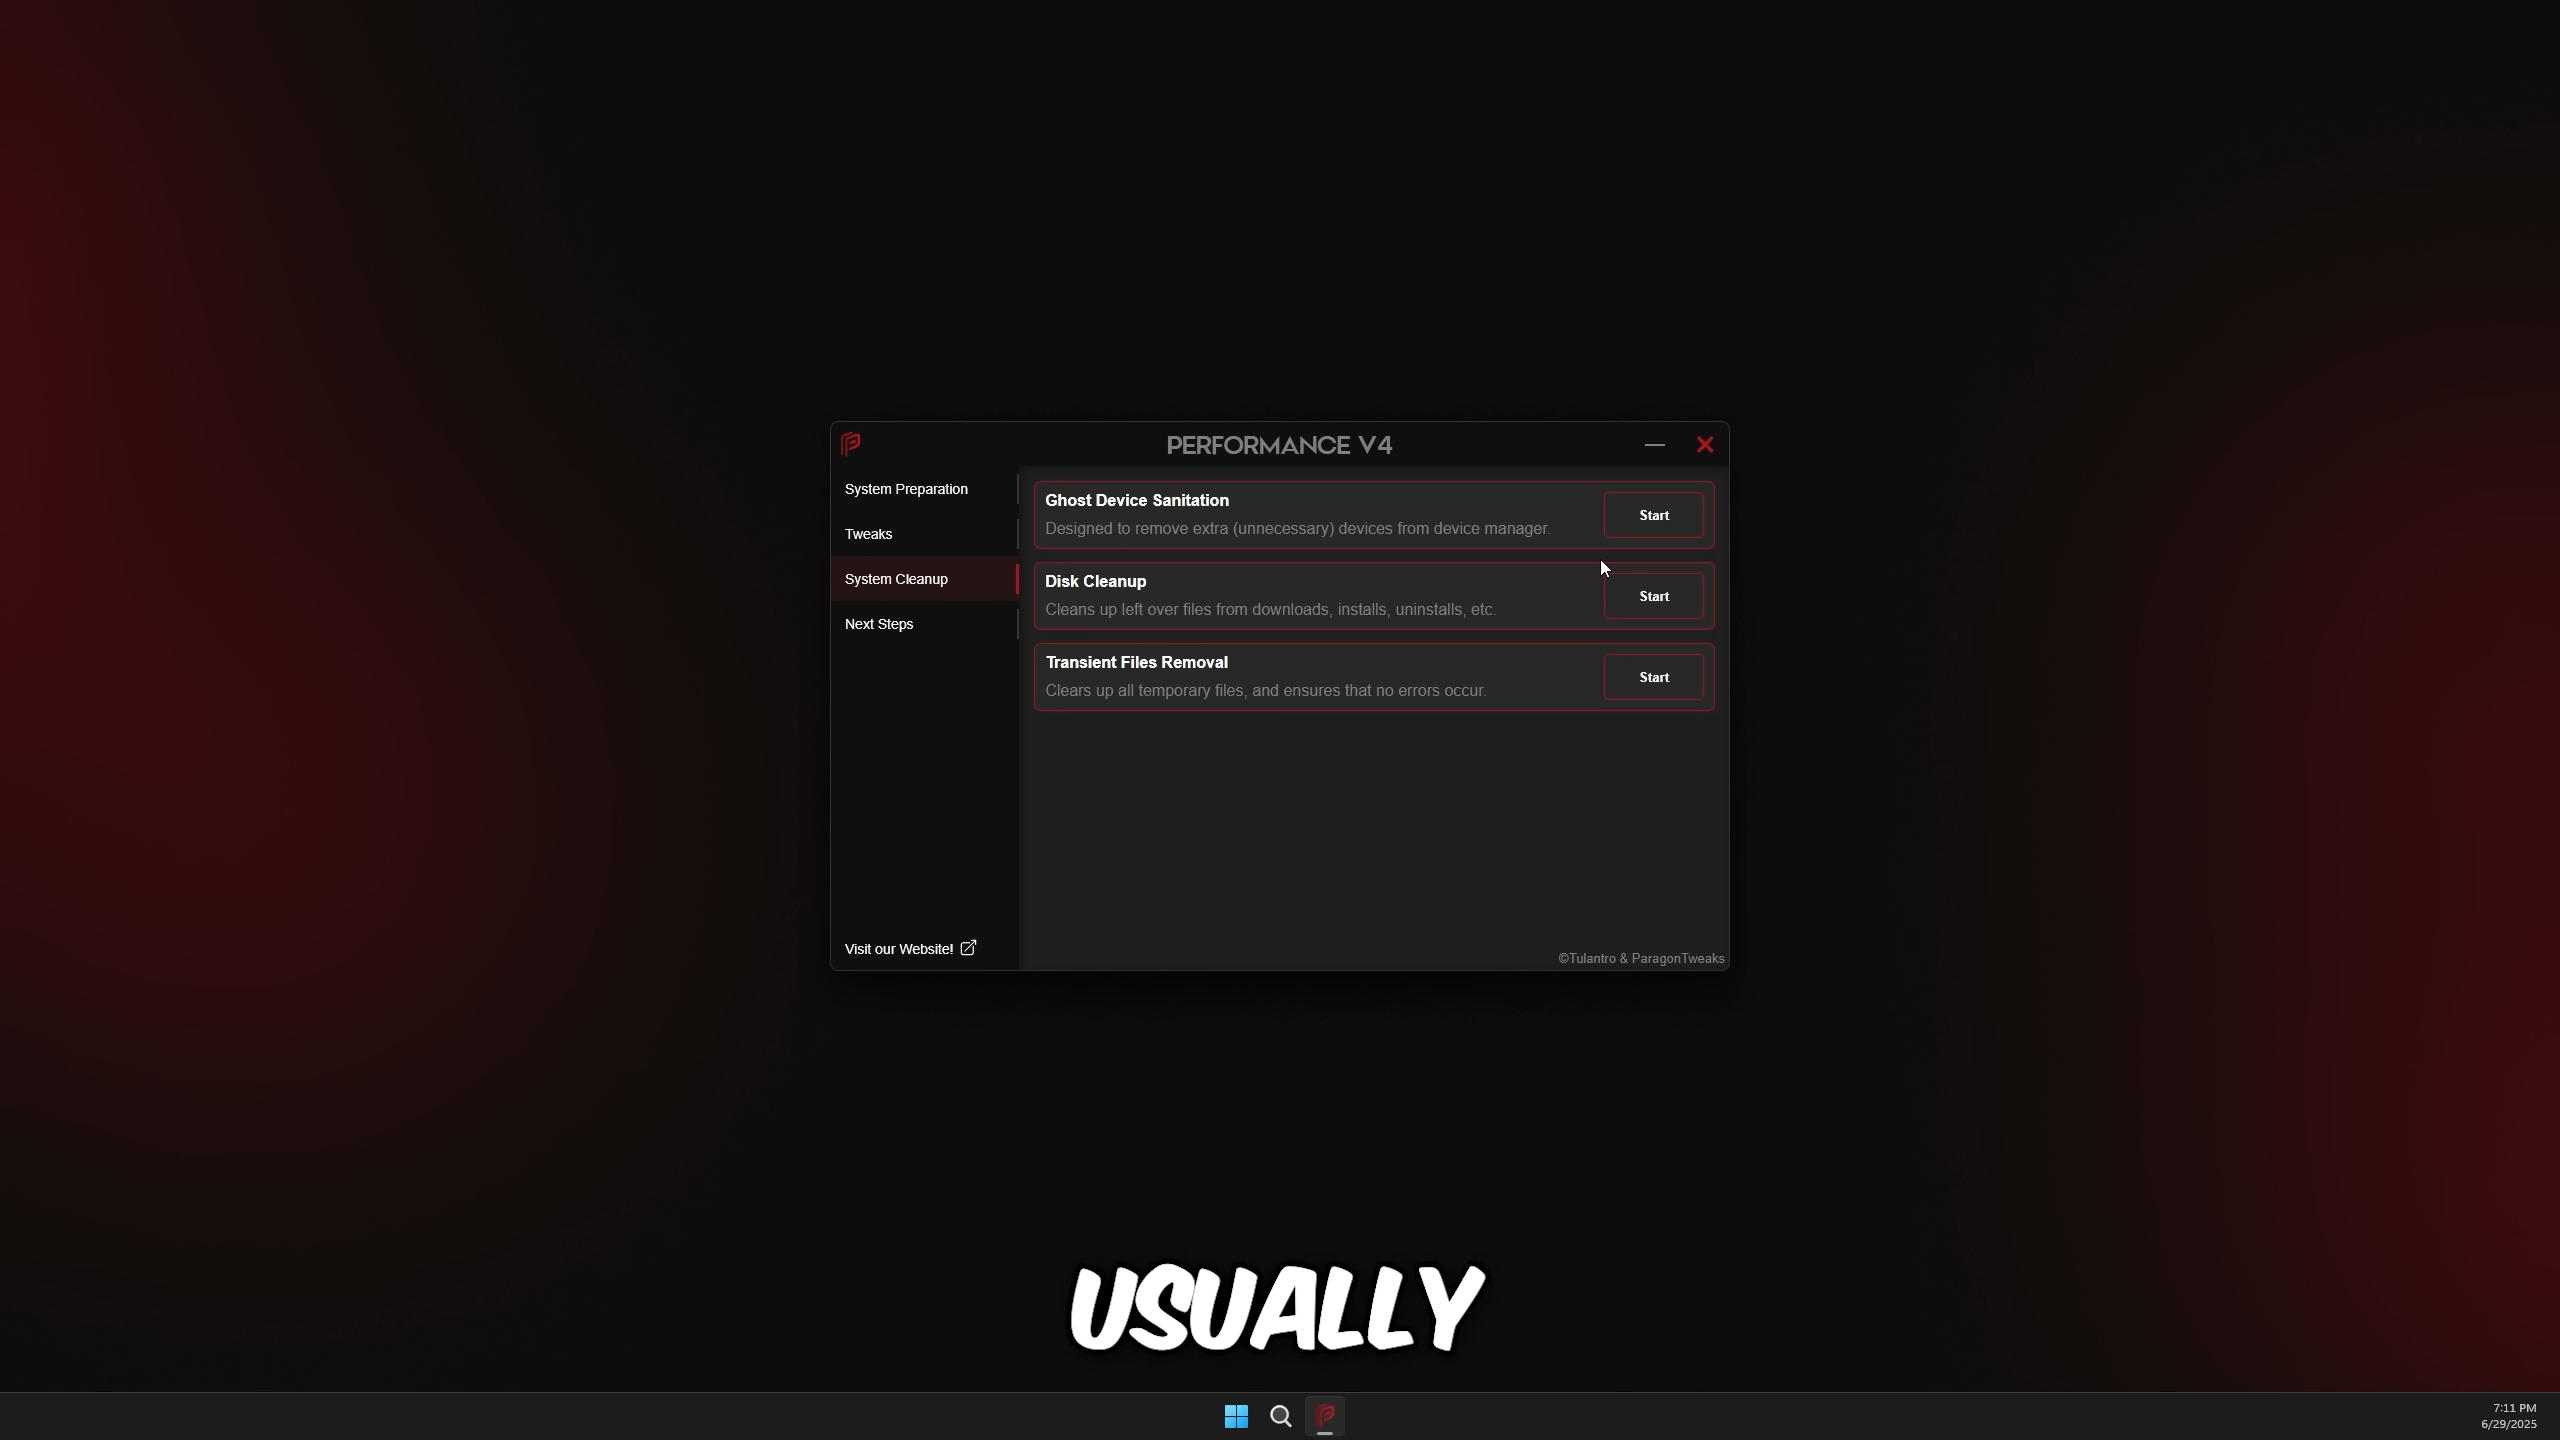 PERFORMANCE V4
System Preparation
Tweaks
System Cleanup
Next Steps
Visit our Website!
Ghost Device Sanitation
Designed to remove extra (unnecessary) devices from device manager.
Start
Disk Cleanup
Cleans up left over files from downloads, installs, uninstalls, etc.
Start
Transient Files Removal
Clears up all temporary files, and ensures that no errors occur.
Start
©Tulantro & ParagonTweaks
USUALLY
7:11 PM
6/29/2025